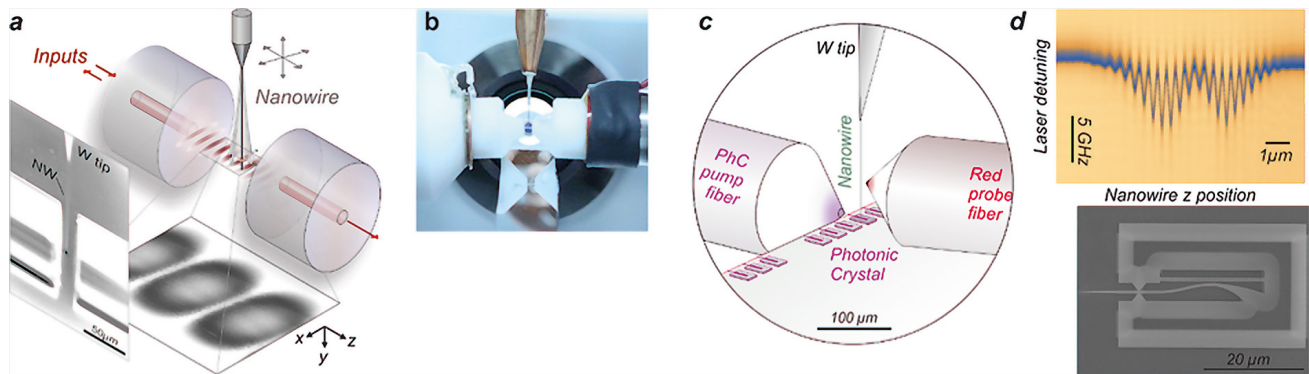 a
Inputs
Nanowire
W tip
NW
50µm
x
y
z
b
c
W tip
Nanowire
PhC
pump
fiber
Red
probe
fiber
Photonic
Crystal
100 µm
d
Laser detuning
5 GHz
1µm
Nanowire z position
20 µm